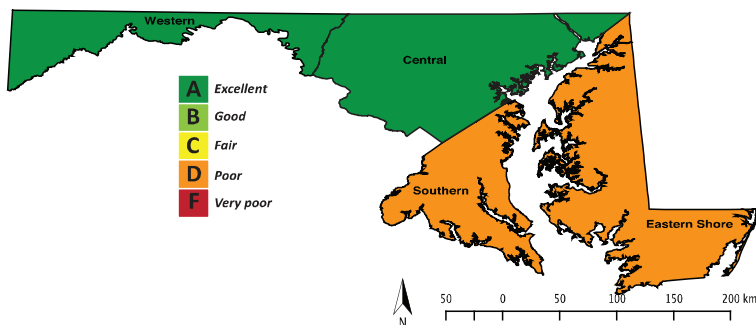 Western
Central
A Excellent
B Good
C Fair
D Poor
F Very poor
Southern
Eastern Shore
N
50 0 50 100 150 200 km